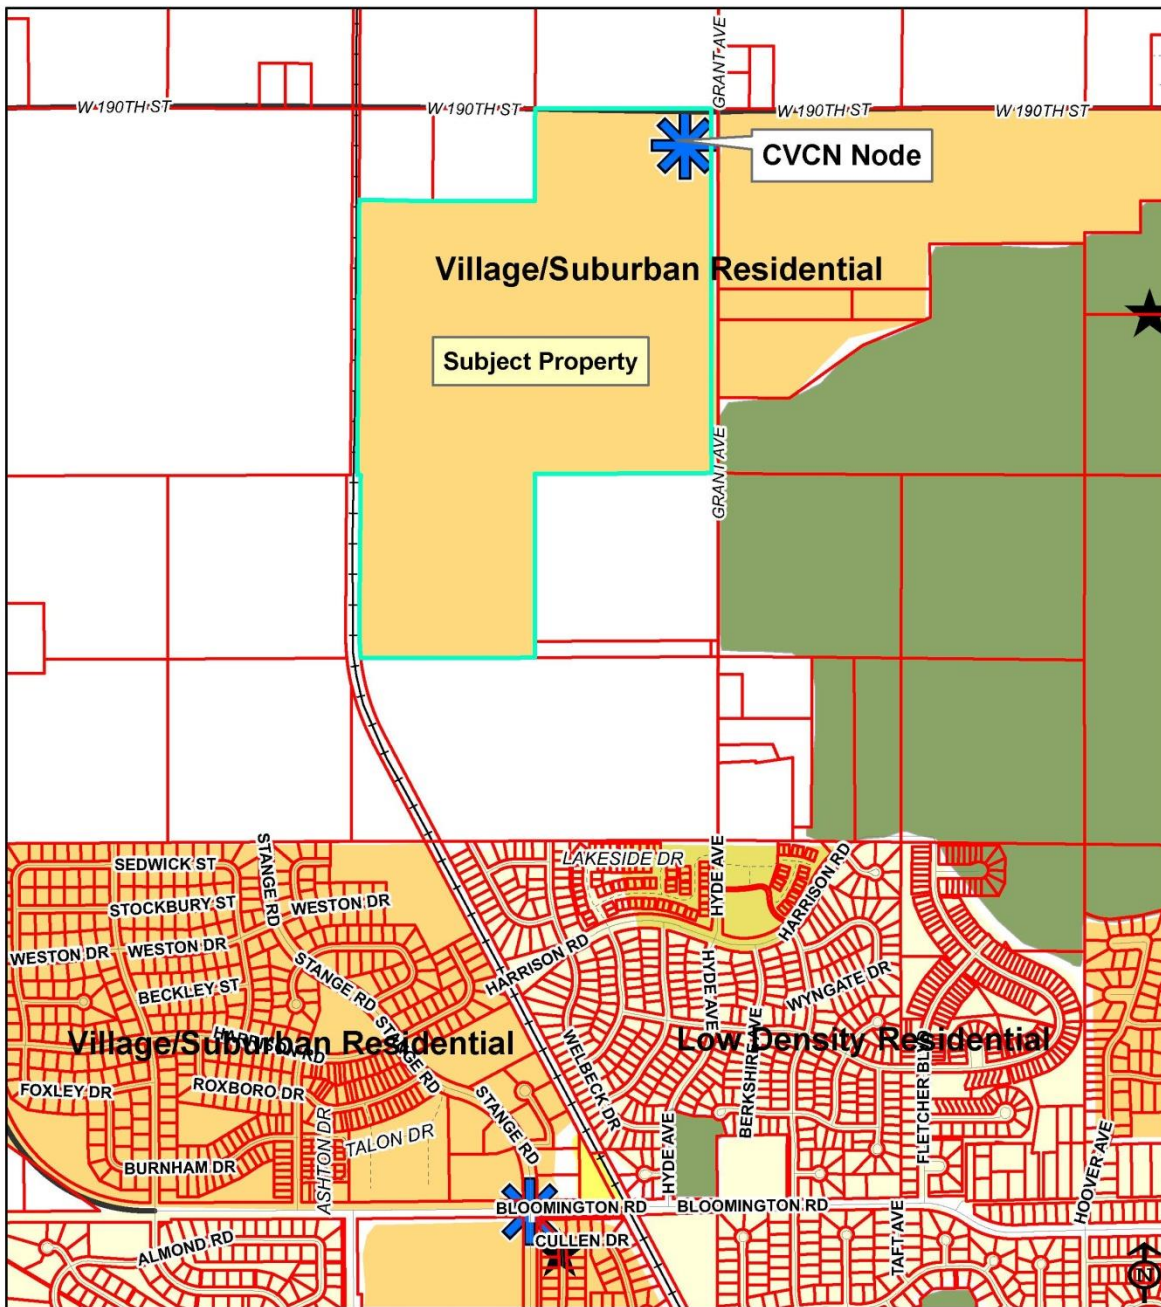 GRANT AVE
W 190TH ST
W 190TH ST
W 190TH ST
W 190TH ST
CVCN Node
Village/Suburban Residential
Subject Property
GRANT AVE
SEDWICK ST
STANGE RD
LAKESIDE DR
HYDE AVE
HARRISON RD
STOCKBURY ST
WESTON DR
WESTON DR
WESTON DR
HARRISON RD
STANGE RD
HYDE AVE
WYNGATE DR
BECKLEY ST
HARRISON RD
Village/Suburban Residential
STANGE RD
Low Density Residential
WELBECK DR
BERKSHIRE AVE
FLETCHER BLVD
FOXLEY DR
ROXBORO DR
STANGE RD
ASHTON DR
TALON DR
HYDE AVE
HOOVER AVE
BURNHAM DR
BLOOMINGTON RD
BLOOMINGTON RD
ALMOND RD
CULLEN DR
TAFT AVE
N